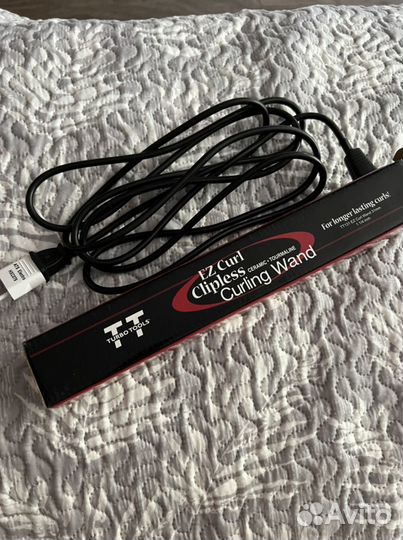 TT
TURBO TOOLS
EZ Curl
Clipless
CERAMIC • TOURMALINE
Curling Wand
For longer lasting curls!
Avito